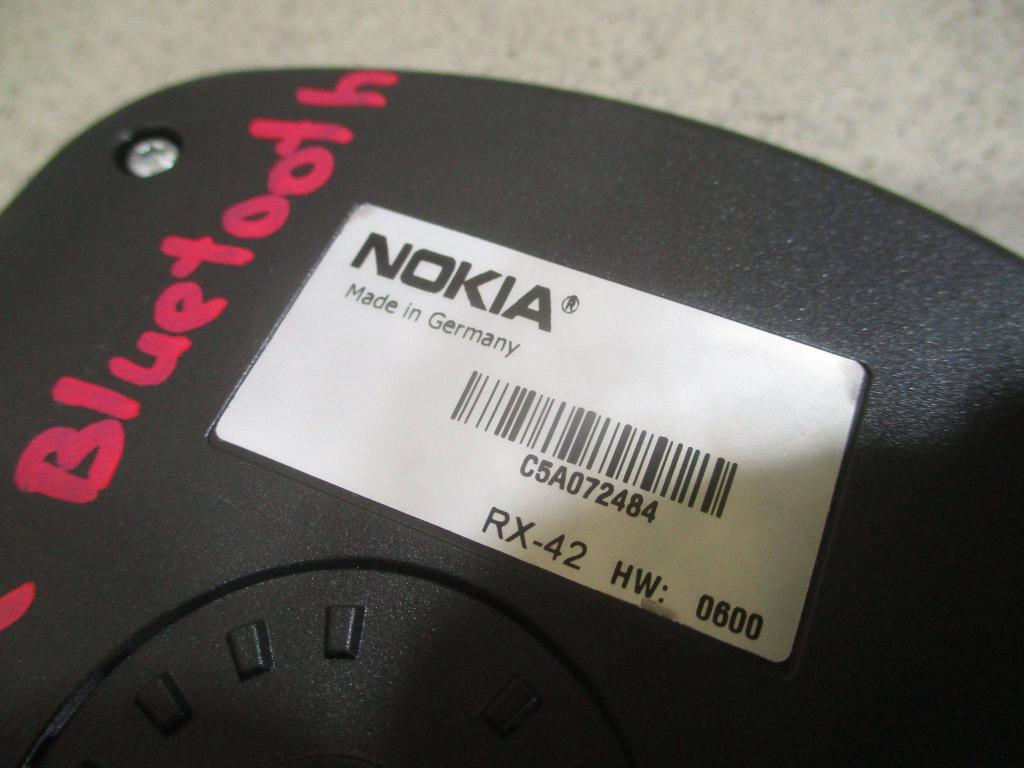 Bluetooth
NOKIA®
Made in Germany
C5A072484
RX-42 HW: 0600